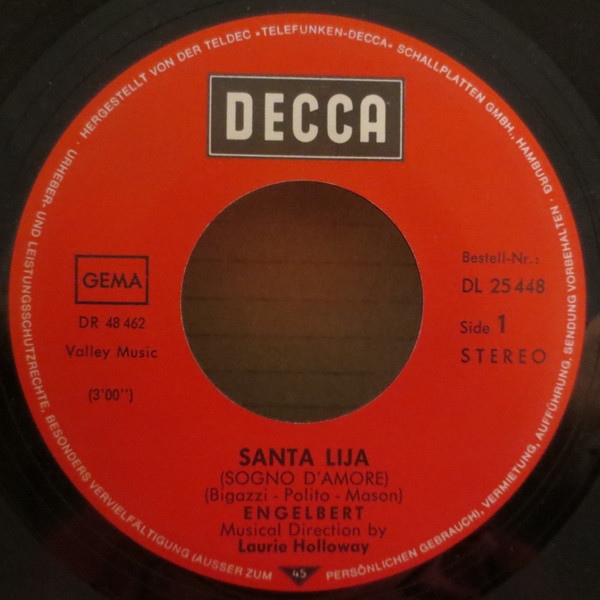 · HERGESTELLT VON DER TELDEC »TELEFUNKEN-DECCA« SCHALLPLATTEN GMBH., HAMBURG · SENDUNG VORBEHALTEN
URHEBER- UND LEISTUNGSSCHUTZRECHTE, BESONDERS VERVIELFÄLTIGUNG (AUSSER ZUM PERSÖNLICHEN GEBRAUCH), VERMIETUNG, AUFFÜHRUNG,
DECCA
GEMA
DR 48 462
Valley Music
(3'00")
Bestell-Nr.:
DL 25 448
Side 1
STEREO
SANTA LIJA
(SOGNO D'AMORE)
(Bigazzi - Polito - Mason)
ENGELBERT
Musical Direction by
Laurie Holloway
45